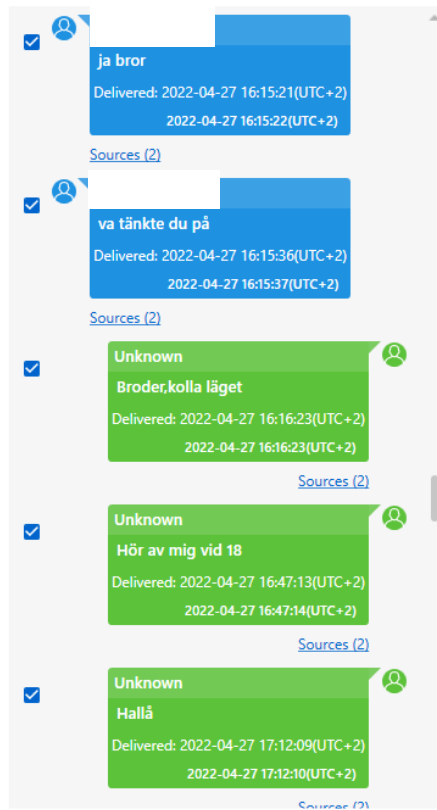 ja bror
Delivered: 2022-04-27 16:15:21(UTC+2)
2022-04-27 16:15:22(UTC+2)
Sources (2)
va tänkte du på
Delivered: 2022-04-27 16:15:36(UTC+2)
2022-04-27 16:15:37(UTC+2)
Sources (2)
Unknown
Broder,kolla läget
Delivered: 2022-04-27 16:16:23(UTC+2)
2022-04-27 16:16:23(UTC+2)
Sources (2)
Unknown
Hör av mig vid 18
Delivered: 2022-04-27 16:47:13(UTC+2)
2022-04-27 16:47:14(UTC+2)
Sources (2)
Unknown
Hallå
Delivered: 2022-04-27 17:12:09(UTC+2)
2022-04-27 17:12:10(UTC+2)
Sources (2)